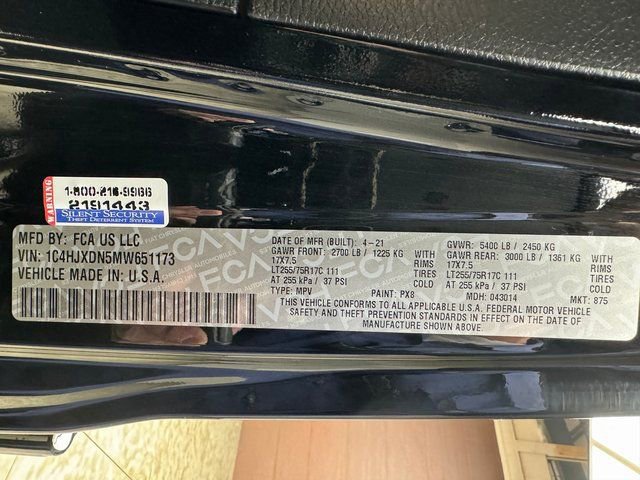 WARNING
1-800-216-9966
2191443
SILENT SECURITY
THEFT DETERRENT SYSTEM
MFD BY: FCA US LLC
VIN: 1C4HJXDN5MW651173
VEHICLE MADE IN U.S.A.
DATE OF MFR (BUILT): 4-21 GVWR: 5400 LB / 2450 KG
GAWR FRONT: 2700 LB / 1225 KG WITH GAWR REAR: 3000 LB / 1361 KG WITH
17X7.5 RIMS 17X7.5 RIMS
LT255/75R17C 111 TIRES LT255/75R17C 111 TIRES
AT 255 kPa / 37 PSI COLD AT 255 kPa / 37 PSI COLD
TYPE: MPV PAINT: PX8 MDH: 043014 MKT: 875
THIS VEHICLE CONFORMS TO ALL APPLICABLE U.S.A. FEDERAL MOTOR VEHICLE
SAFETY AND THEFT PREVENTION STANDARDS IN EFFECT ON THE DATE OF
MANUFACTURE SHOWN ABOVE.